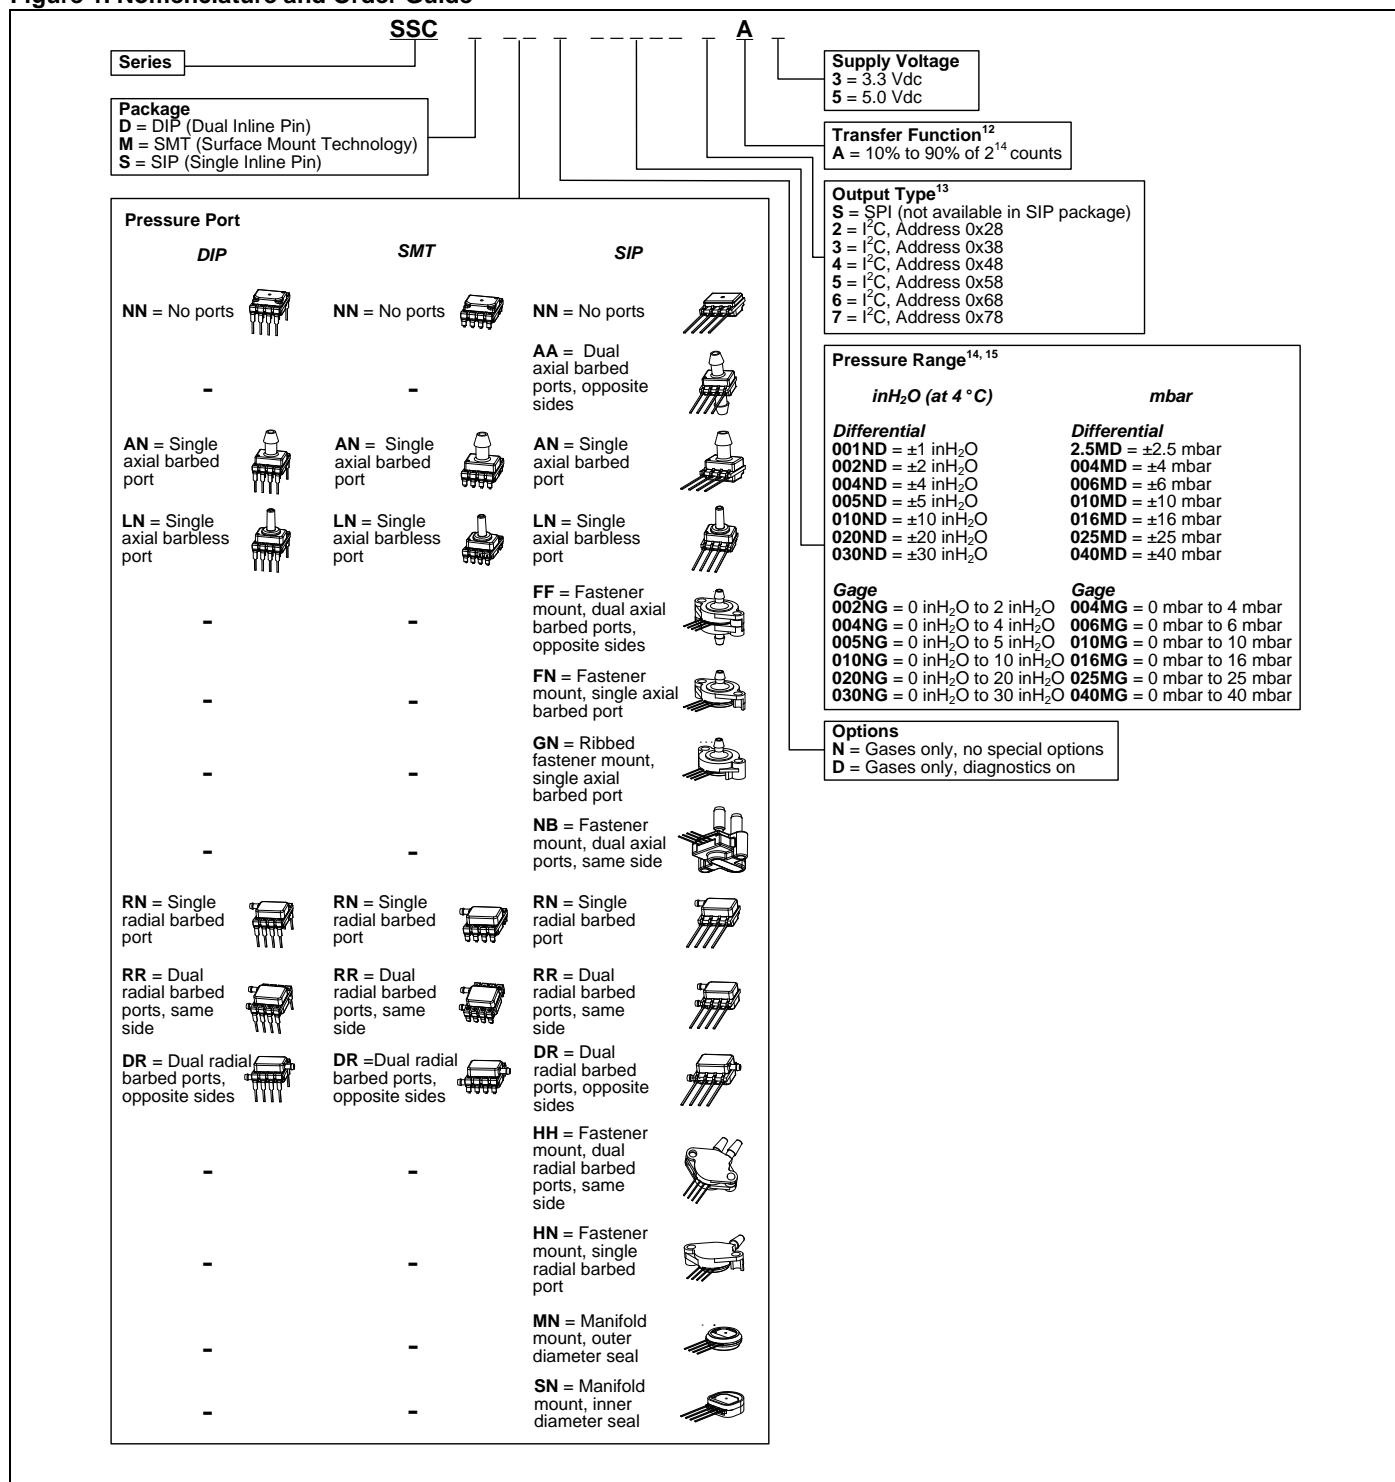 SSC _ _ _ _ _ _ _ _ _ _ A _
Series
Package
D = DIP (Dual Inline Pin)
M = SMT (Surface Mount Technology)
S = SIP (Single Inline Pin)
Supply Voltage
3 = 3.3 Vdc
5 = 5.0 Vdc
Transfer Function¹²
A = 10% to 90% of 2¹⁴ counts
Output Type¹³
S = SPI (not available in SIP package)
2 = I²C, Address 0x28
3 = I²C, Address 0x38
4 = I²C, Address 0x48
5 = I²C, Address 0x58
6 = I²C, Address 0x68
7 = I²C, Address 0x78
Pressure Range¹⁴, ¹⁵
inH₂O (at 4 °C)
mbar
Differential
001ND = ±1 inH₂O
002ND = ±2 inH₂O
004ND = ±4 inH₂O
005ND = ±5 inH₂O
010ND = ±10 inH₂O
020ND = ±20 inH₂O
030ND = ±30 inH₂O
Differential
2.5MD = ±2.5 mbar
004MD = ±4 mbar
006MD = ±6 mbar
010MD = ±10 mbar
016MD = ±16 mbar
025MD = ±25 mbar
040MD = ±40 mbar
Gage
002NG = 0 inH₂O to 2 inH₂O
004NG = 0 inH₂O to 4 inH₂O
005NG = 0 inH₂O to 5 inH₂O
010NG = 0 inH₂O to 10 inH₂O
020NG = 0 inH₂O to 20 inH₂O
030NG = 0 inH₂O to 30 inH₂O
Gage
004MG = 0 mbar to 4 mbar
006MG = 0 mbar to 6 mbar
010MG = 0 mbar to 10 mbar
016MG = 0 mbar to 16 mbar
025MG = 0 mbar to 25 mbar
040MG = 0 mbar to 40 mbar
Options
N = Gases only, no special options
D = Gases only, diagnostics on
Pressure Port
DIP
SMT
SIP
NN = No ports
NN = No ports
NN = No ports
-
-
AA = Dual
axial barbed
ports, opposite
sides
AN = Single
axial barbed
port
AN = Single
axial barbed
port
AN = Single
axial barbed
port
LN = Single
axial barbless
port
LN = Single
axial barbless
port
LN = Single
axial barbless
port
-
-
FF = Fastener
mount, dual axial
barbed ports,
opposite sides
-
-
FN = Fastener
mount, single axial
barbed port
-
-
GN = Ribbed
fastener mount,
single axial
barbed port
-
-
NB = Fastener
mount, dual axial
ports, same side
RN = Single
radial barbed
port
RN = Single
radial barbed
port
RN = Single
radial barbed
port
RR = Dual
radial barbed
ports, same
side
RR = Dual
radial barbed
ports, same
side
RR = Dual
radial barbed
ports, same
side
DR = Dual radial
barbed ports,
opposite sides
DR =Dual radial
barbed ports,
opposite sides
DR = Dual
radial barbed
ports, opposite
sides
-
-
HH = Fastener
mount, dual
radial barbed
ports, same
side
-
-
HN = Fastener
mount, single
radial barbed
port
-
-
MN = Manifold
mount, outer
diameter seal
-
-
SN = Manifold
mount, inner
diameter seal